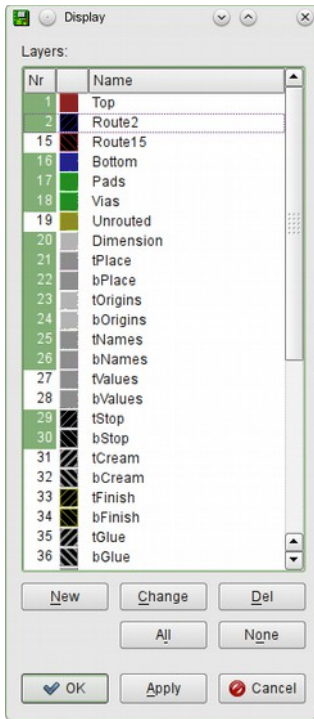 Display
Layers:
Nr Name
1 Top
2 Route2
15 Route15
16 Bottom
17 Pads
18 Vias
19 Unrouted
20 Dimension
21 tPlace
22 bPlace
23 tOrigins
24 bOrigins
25 tNames
26 bNames
27 tValues
28 bValues
29 tStop
30 bStop
31 tCream
32 bCream
33 tFinish
34 bFinish
35 tGlue
36 bGlue
New Change Del
All None
OK Apply Cancel